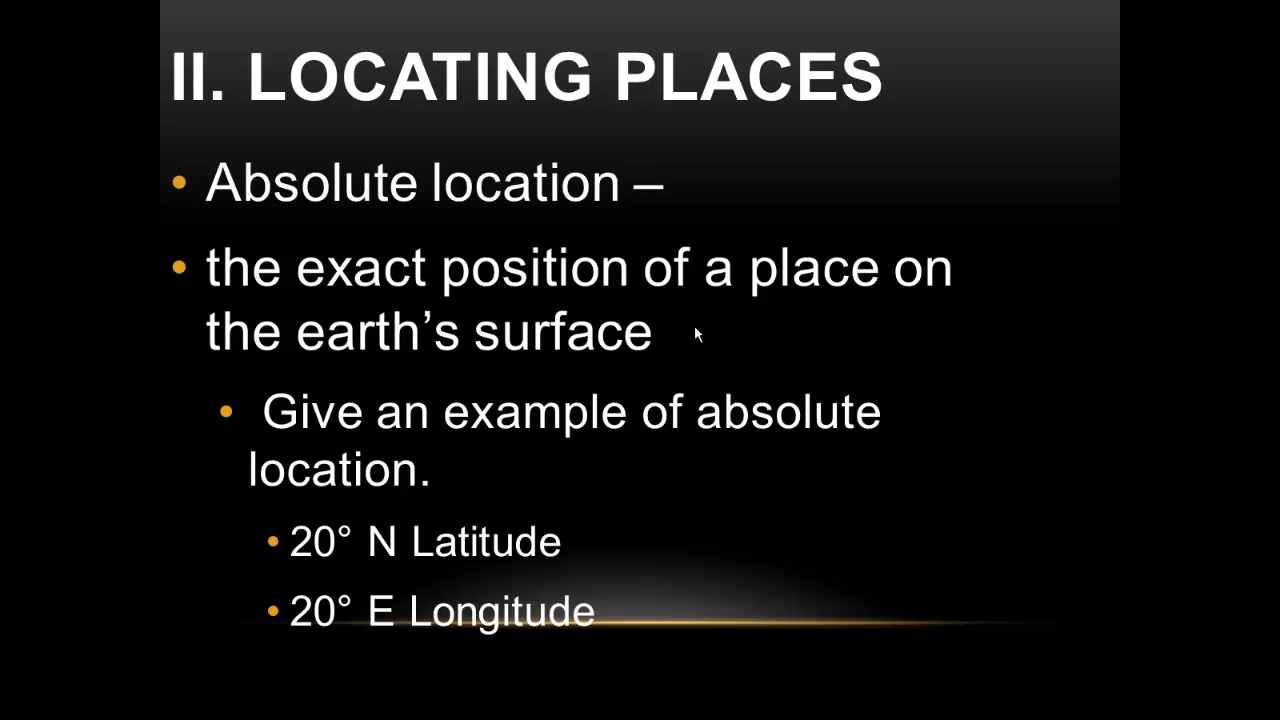 II. LOCATING PLACES
• Absolute location –
• the exact position of a place on
the earth’s surface
• Give an example of absolute
location.
• 20° N Latitude
• 20° E Longitude